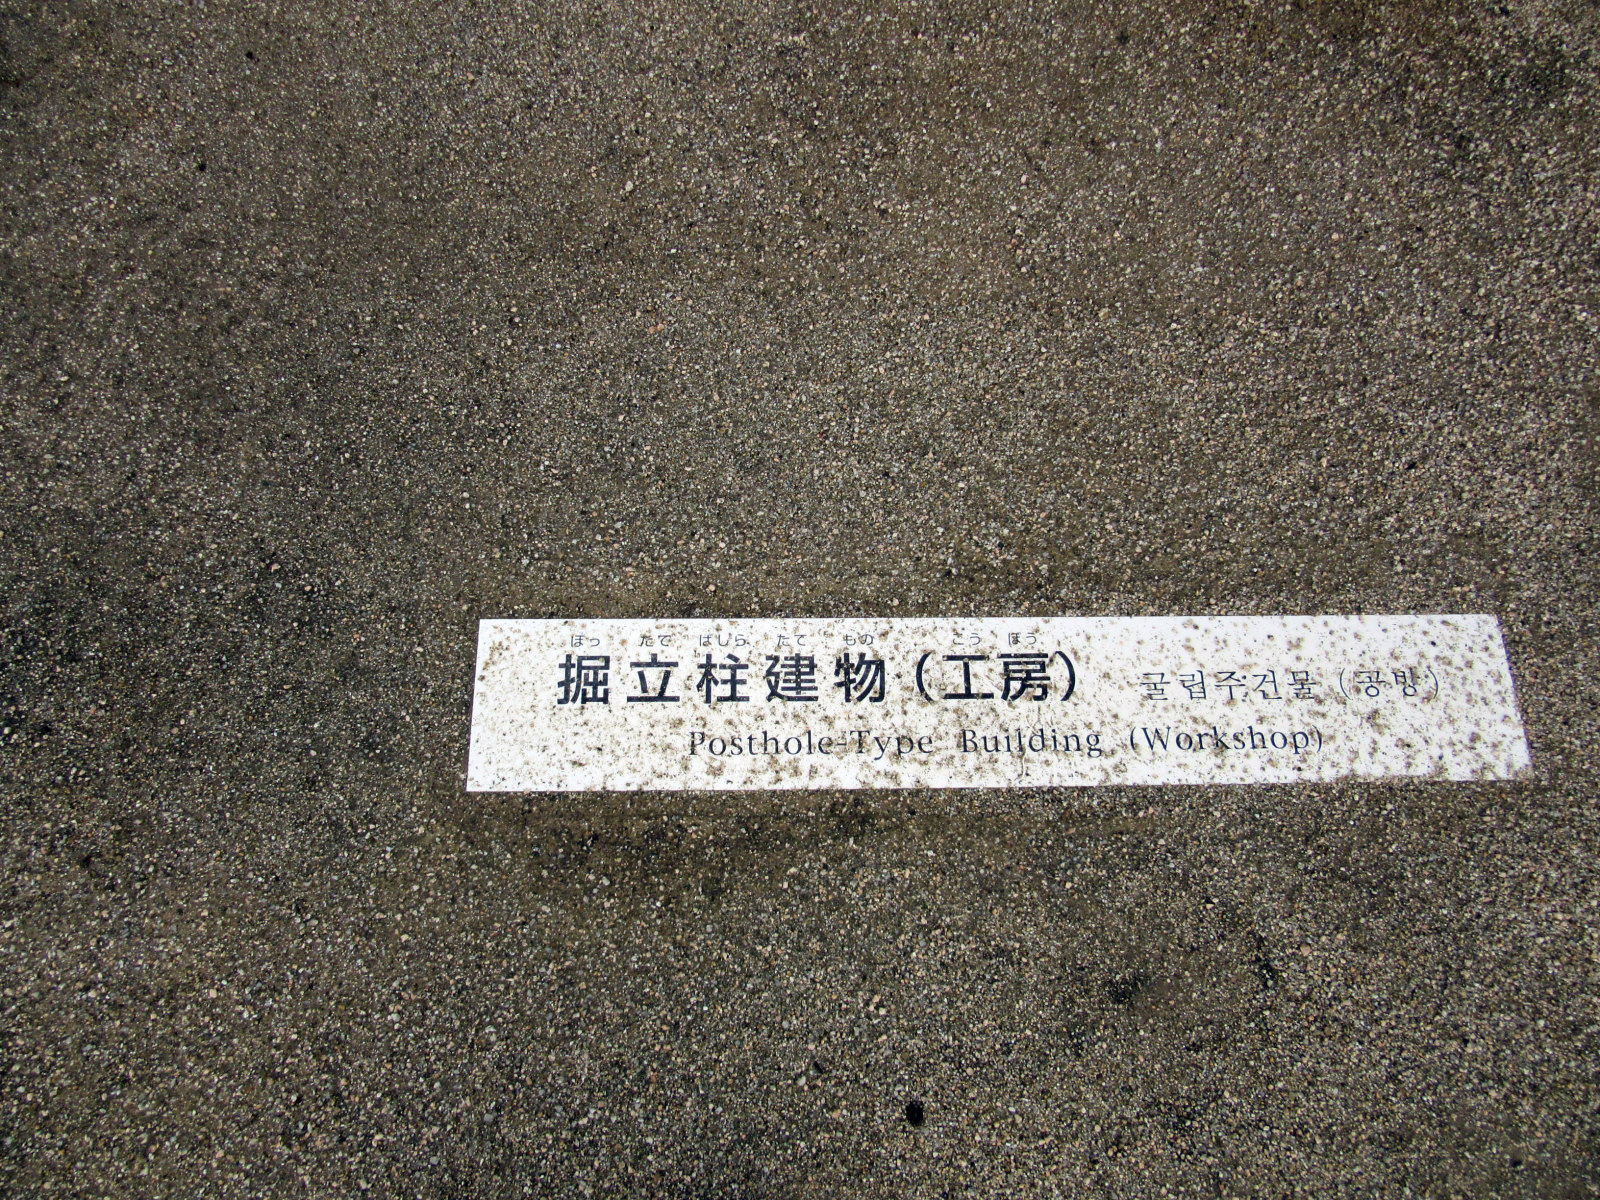 ほっ たて ばしら たて もの こう ぼう
掘立柱建物（工房） 굴립주건물（공방）
Posthole-Type Building (Workshop)